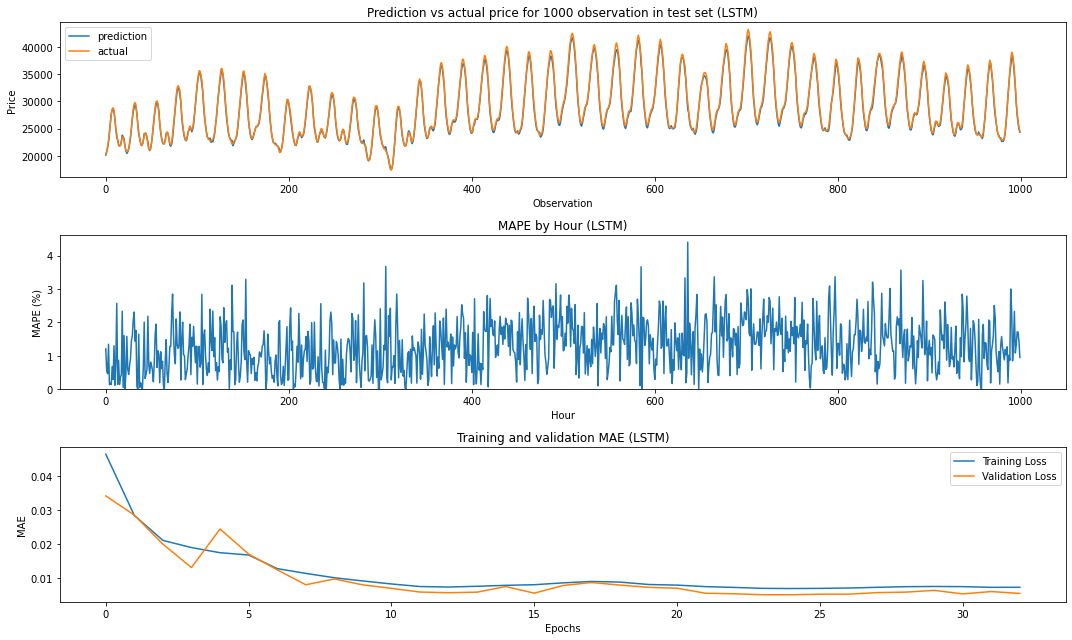 Prediction vs actual price for 1000 observation in test set (LSTM)
prediction
actual
40000
35000
30000
25000
20000
Price
0 200 400 600 800 1000
Observation
MAPE by Hour (LSTM)
4
3
2
1
0
MAPE (%)
0 200 400 600 800 1000
Hour
Training and validation MAE (LSTM)
Training Loss
Validation Loss
0.04
0.03
0.02
0.01
MAE
0 5 10 15 20 25 30
Epochs